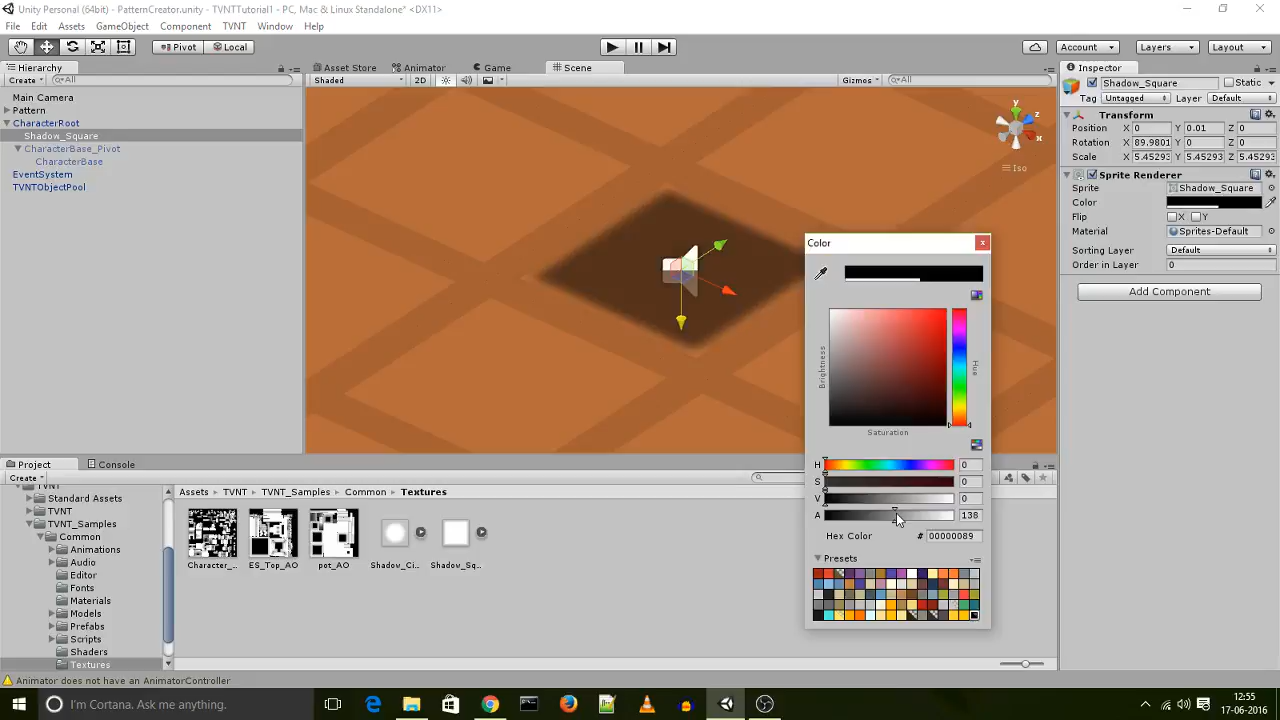 Unity Personal (64bit) - PatternCreator.unity - TVNTTutorial1 - PC, Mac & Linux Standalone* <DX11>
File Edit Assets GameObject Component TVNT Window Help
Pivot Local Account Layers Layout
Hierarchy Asset Store Animator Game Scene Inspector
Create All Shaded 2D Gizmos All Shadow_Square Static
Main Camera
Pattern
CharacterRoot
Shadow_Square
CharacterBase_Pivot
CharacterBase
EventSystem
TVNTObjectPool
y
z
x
Iso
Tag Untagged Layer Default
Transform
Position X 0 Y 0.01 Z 0
Rotation X 89.9801 Y 0 Z 0
Scale X 5.45293 Y 5.45293 Z 5.45293
Sprite Renderer
Sprite Shadow_Square
Color
Flip X Y
Material Sprites-Default
Sorting Layer Default
Order in Layer 0
Add Component
Color
Brightness
Hue
Saturation
H 0
S 0
V 0
A 138
Hex Color # 00000089
Presets
Project Console
Create
Assets TVNT TVNT_Samples Common Textures
Standard Assets
TVNT
TVNT_Samples
Common
Animations
Audio
Editor
Fonts
Materials
Models
Prefabs
Scripts
Shaders
Textures
Character_... ES_Top_AO pot_AO Shadow_Ci... Shadow_Sq...
Animator does not have an AnimatorController
I'm Cortana. Ask me anything.
12:55
17-06-2016